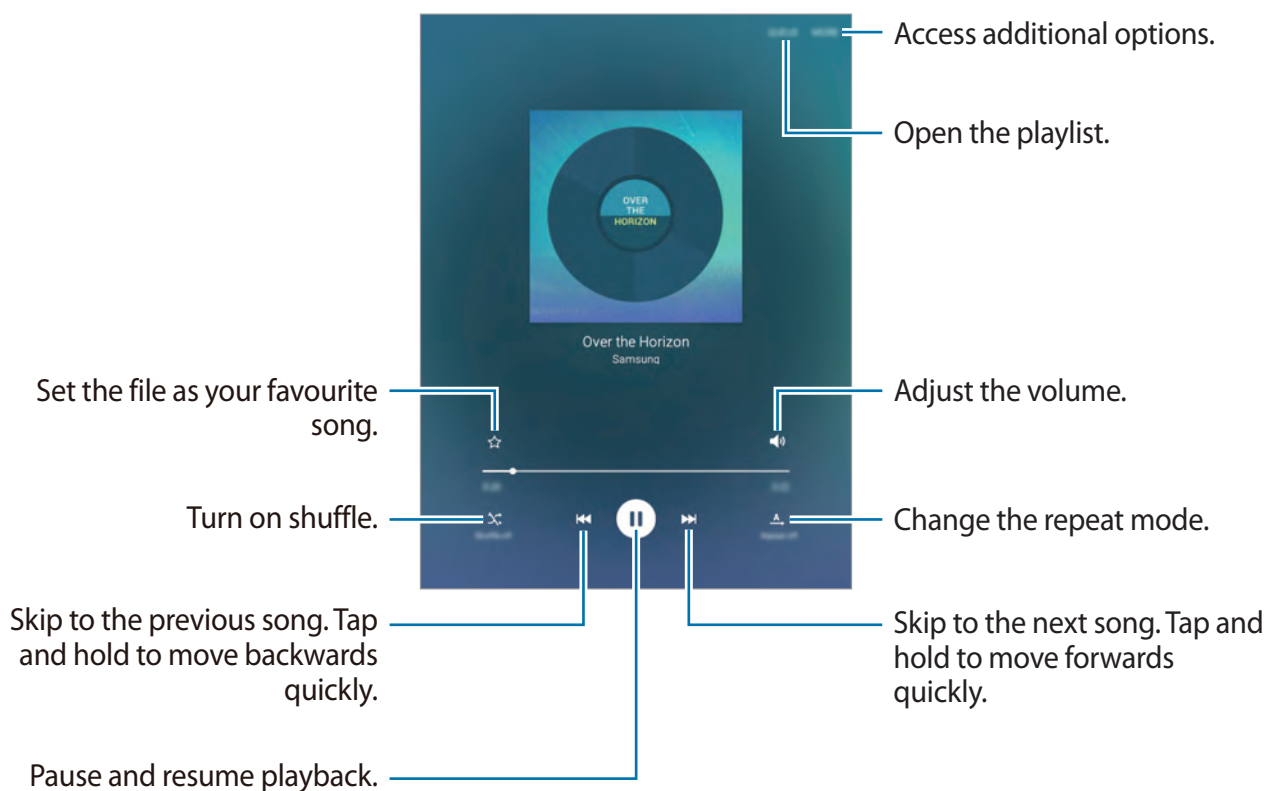 Access additional options.
QUEUE MORE
Open the playlist.
OVER
THE
HORIZON
Over the Horizon
Samsung
Set the file as your favourite
song.
Adjust the volume.
Turn on shuffle.
Change the repeat mode.
Skip to the previous song. Tap
and hold to move backwards
quickly.
Skip to the next song. Tap and
hold to move forwards
quickly.
Pause and resume playback.